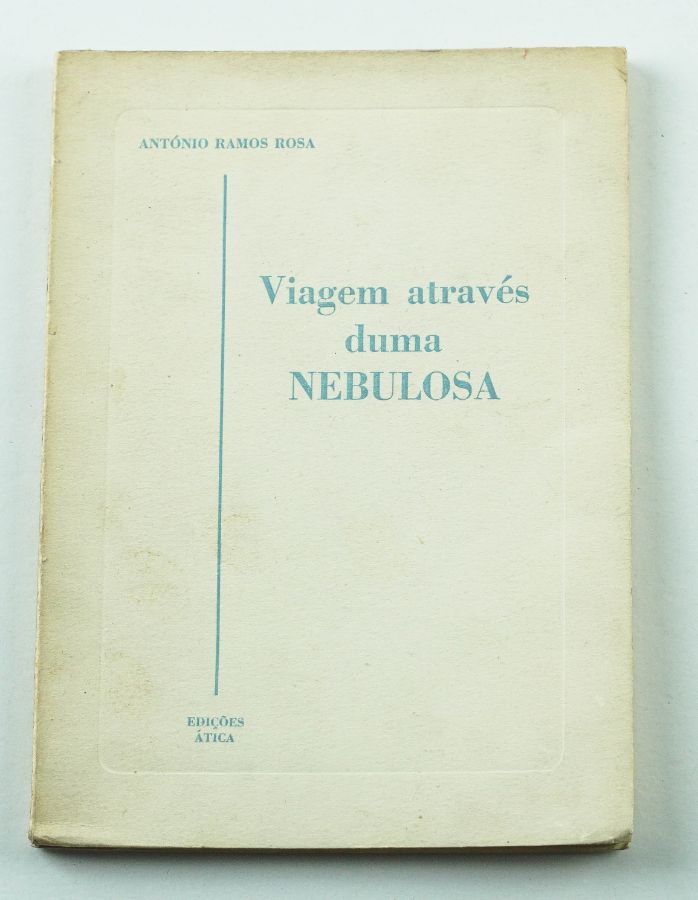 ANTÓNIO RAMOS ROSA
Viagem através
duma
NEBULOSA
EDIÇÕES
ÁTICA